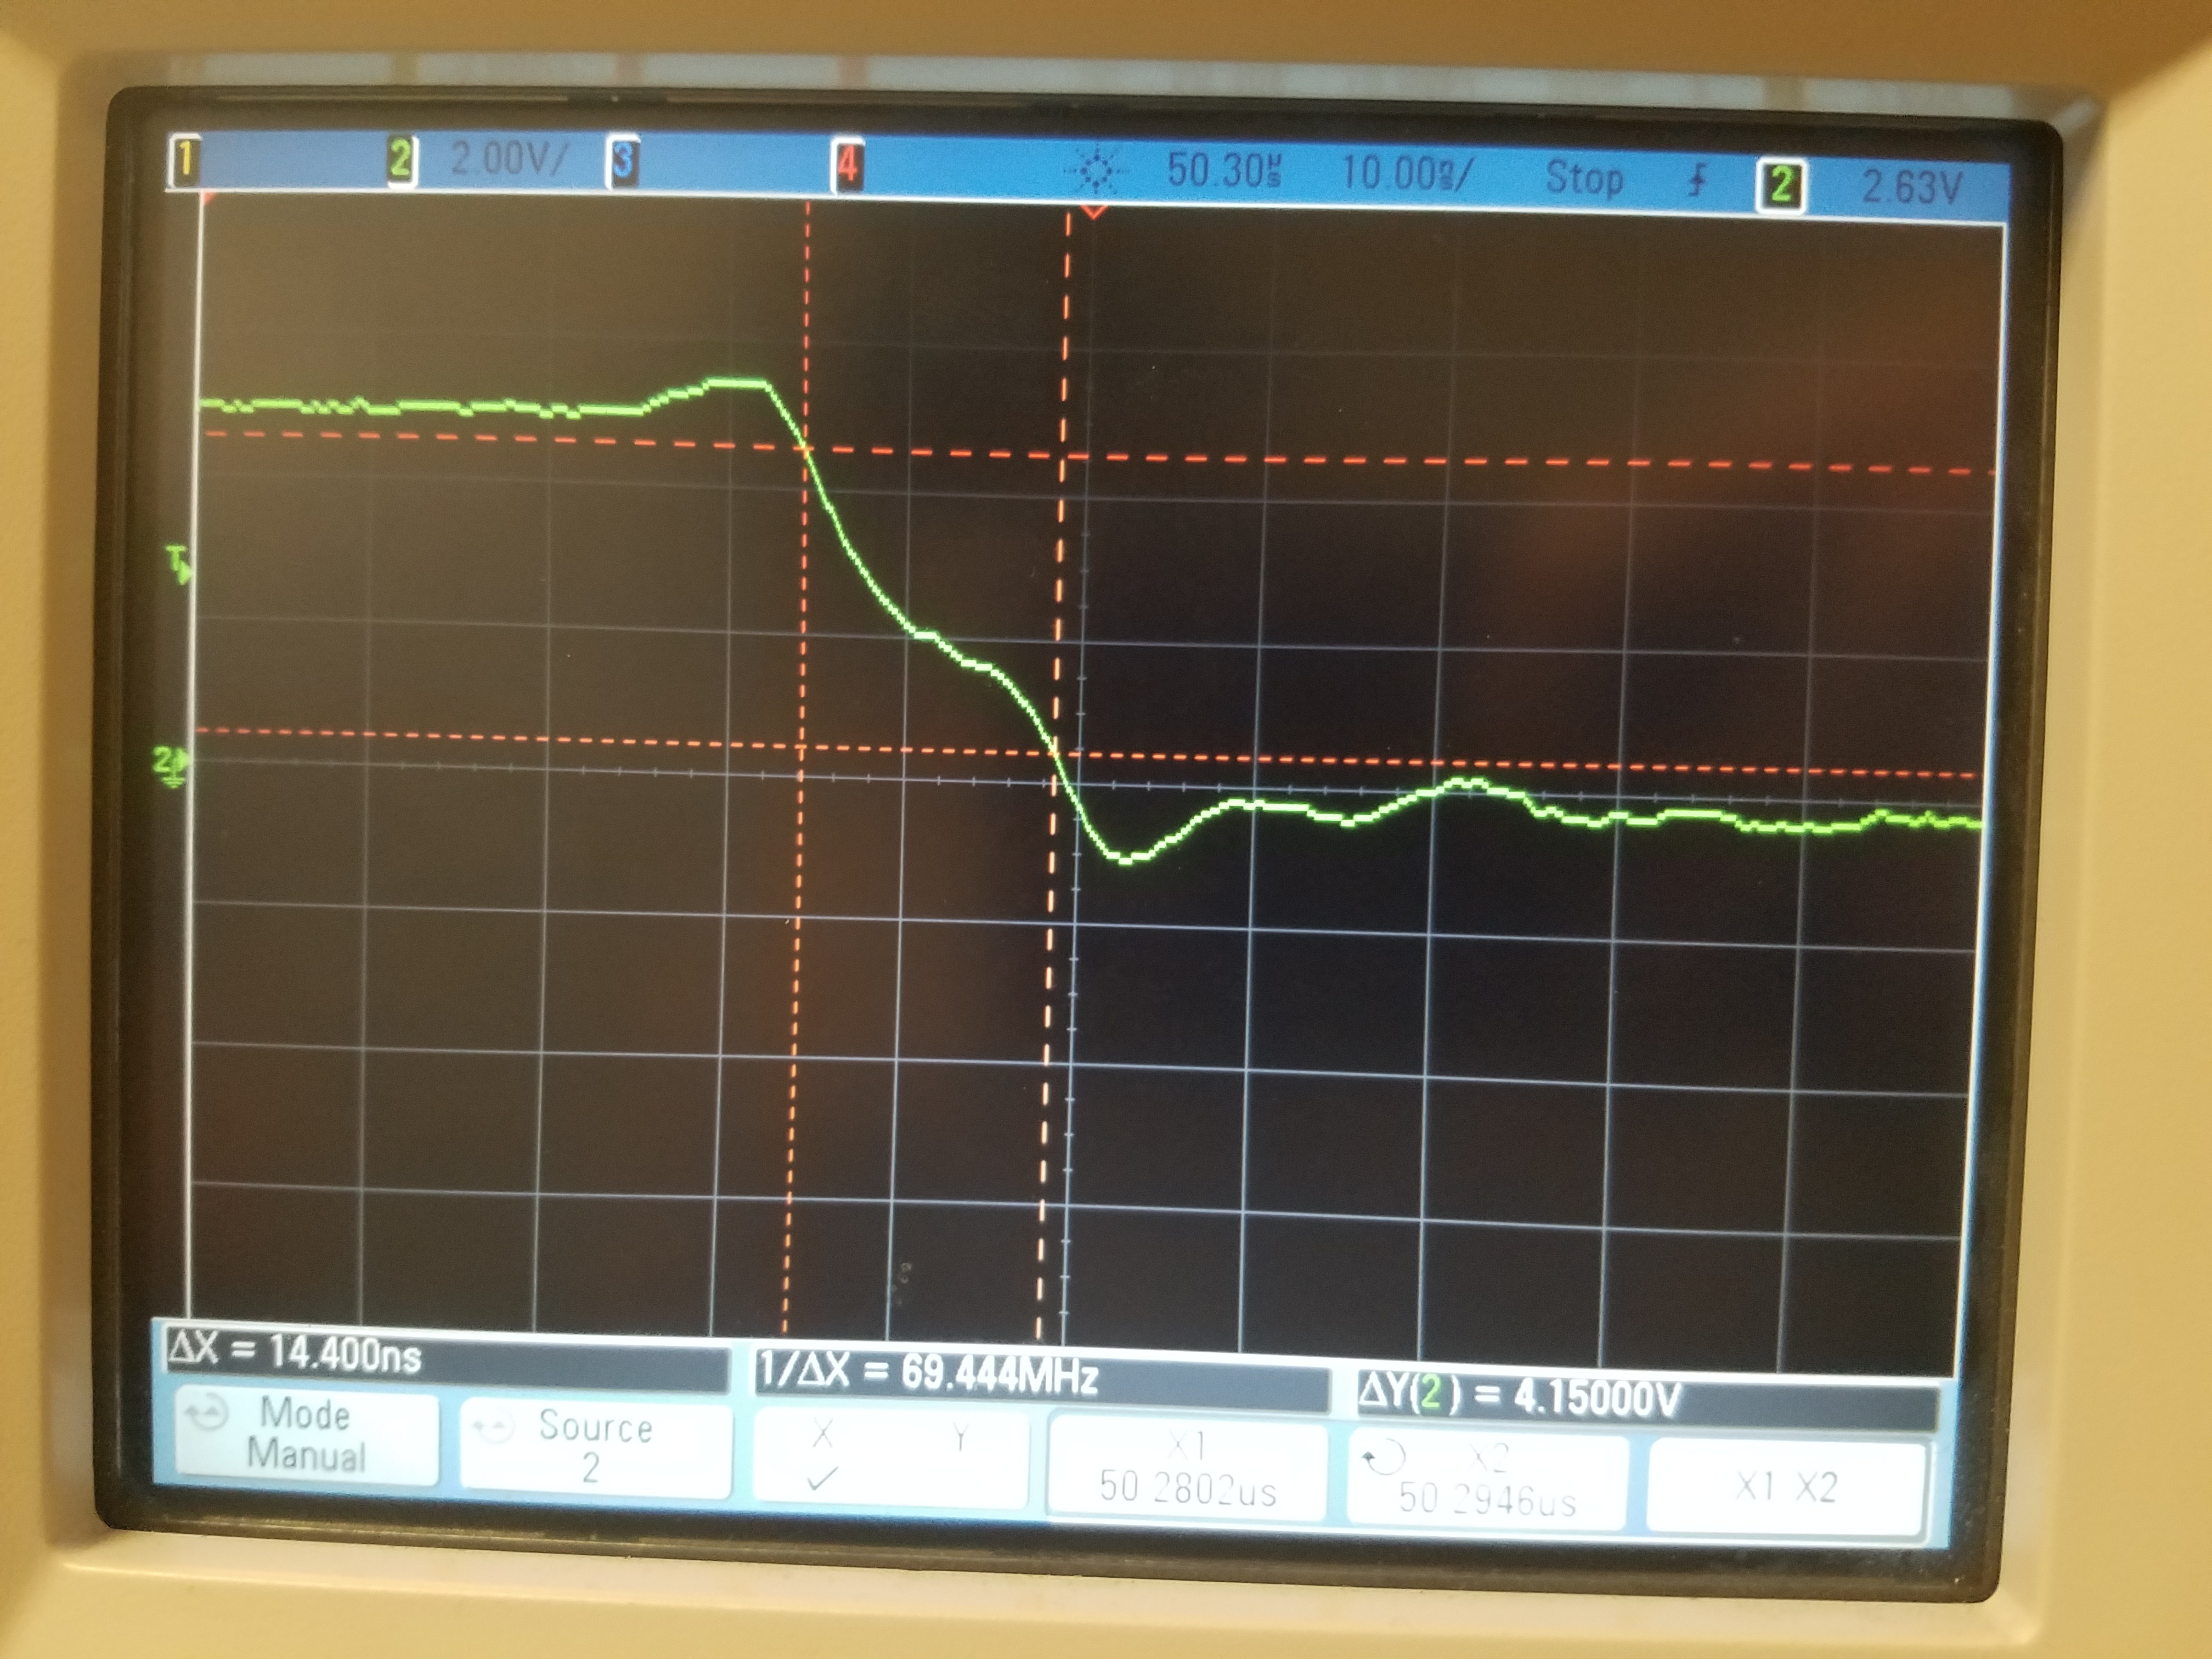 1 2 2.00V/ 3 4 50.30µs 10.00ns/ Stop 2 2.63V
T
2
ΔX = 14.400ns 1/ΔX = 69.444MHz ΔY(2) = 4.15000V
Mode Source X Y X1 X2 X1 X2
Manual 2 ✓ 50 2802us 50 2946us